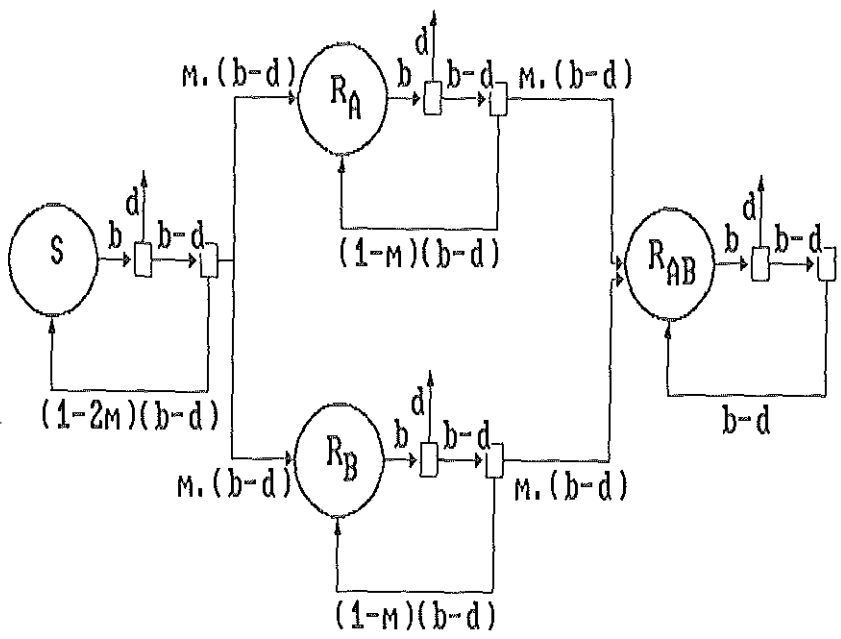 d
b
b-d
M.(b-d)
R_A
M.(b-d)
(1-M)(b-d)
d
b
b-d
S
(1-2M)(b-d)
d
b
b-d
R_AB
b-d
d
b
b-d
R_B
M.(b-d)
M.(b-d)
(1-M)(b-d)